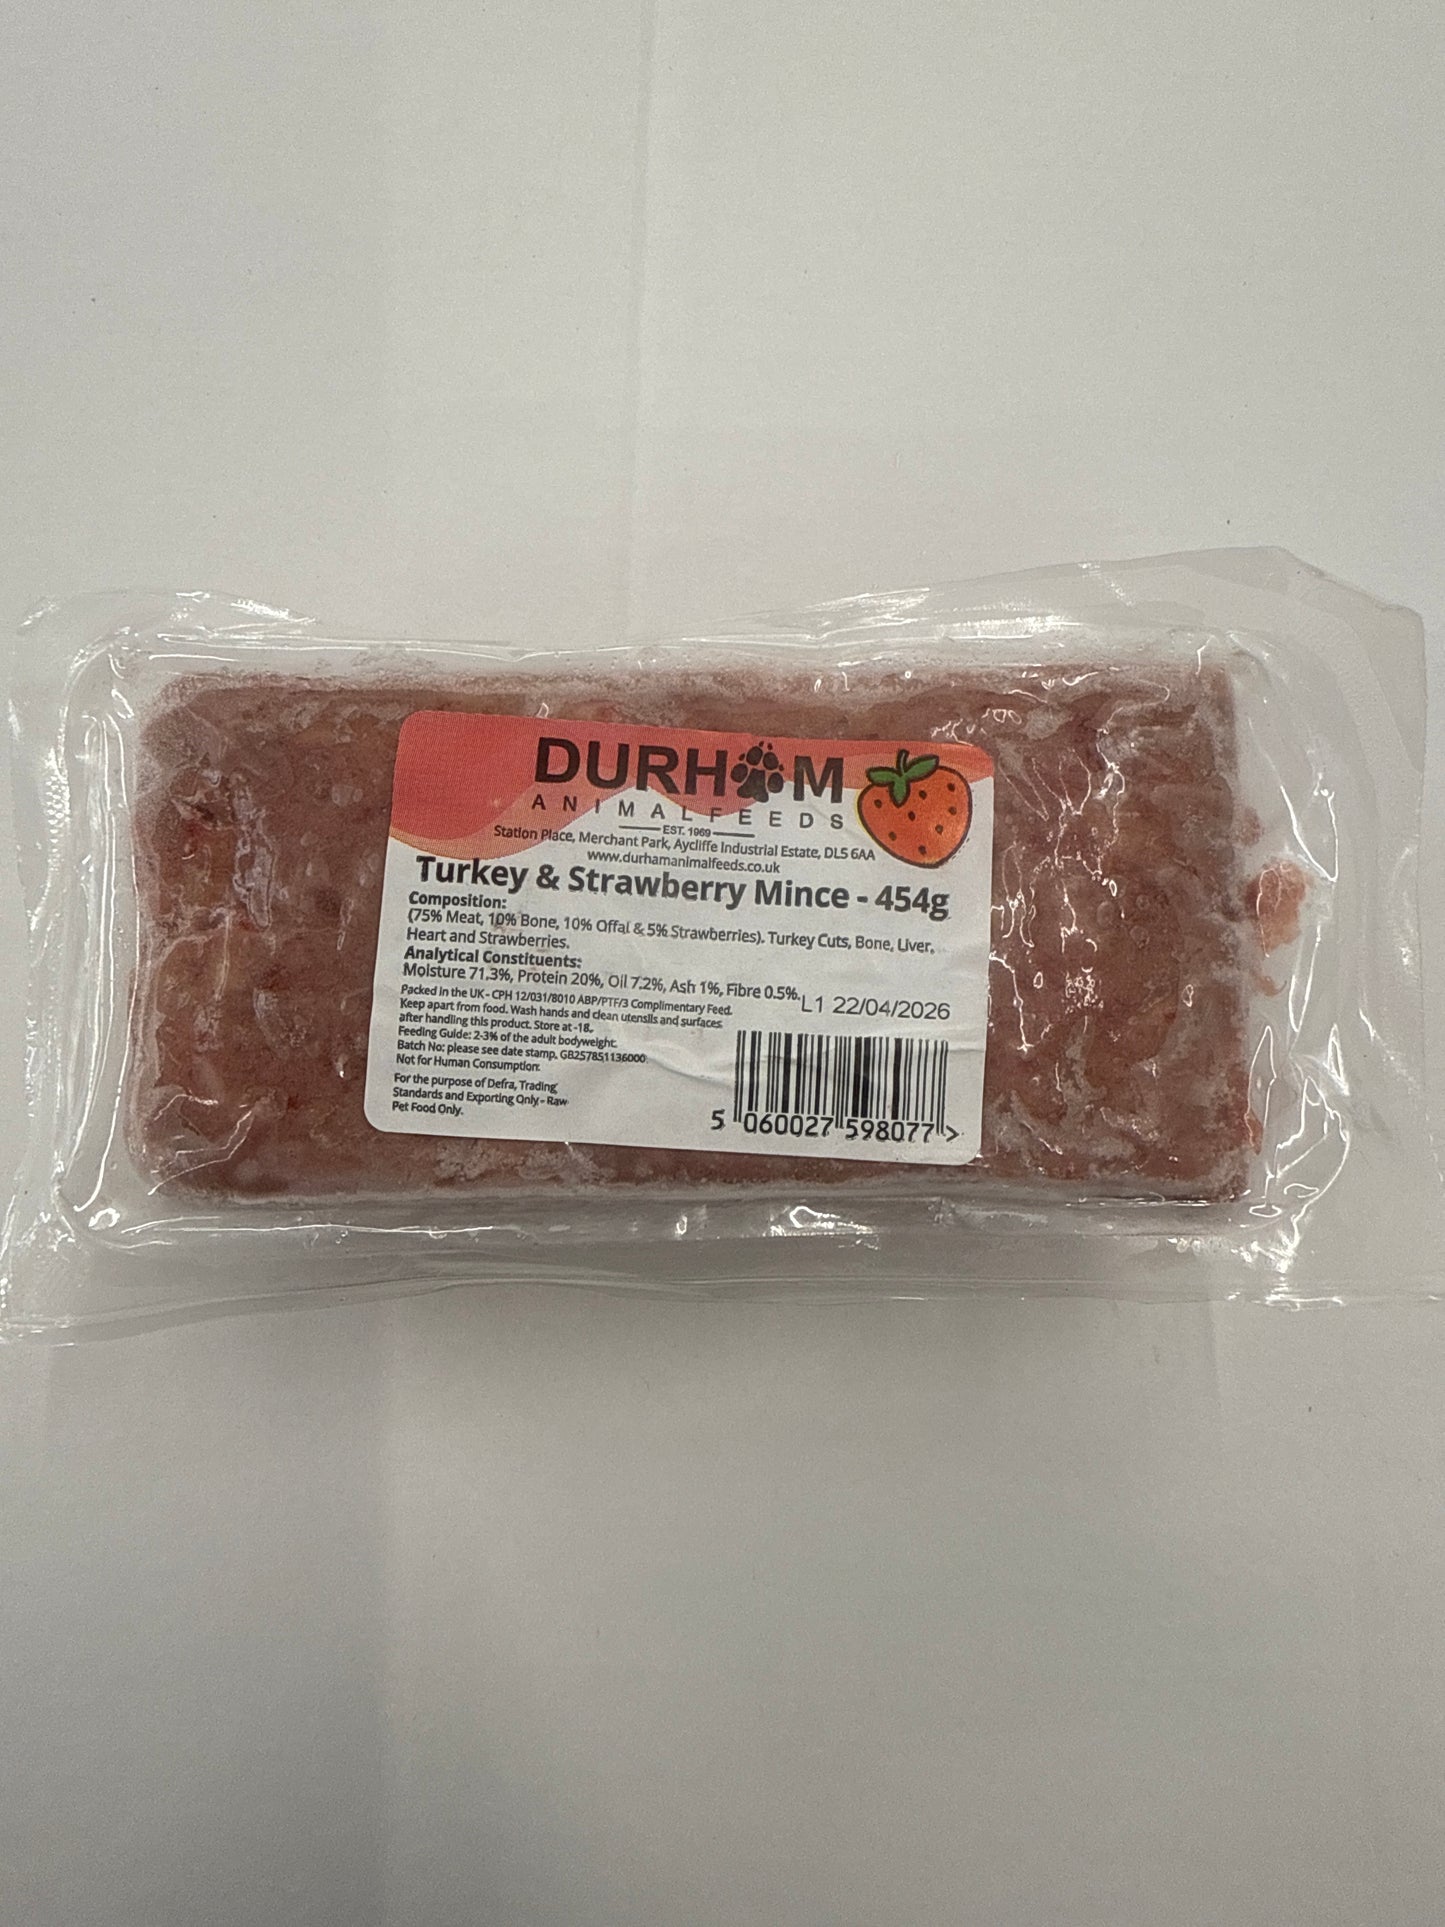 DURHAM
ANIMAL FEEDS
EST. 1969
Station Place, Merchant Park, Aycliffe Industrial Estate, DL5 6AA
www.durhamanimalfeeds.co.uk
Turkey & Strawberry Mince - 454g
Composition:
(75% Meat, 10% Bone, 10% Offal & 5% Strawberries). Turkey Cuts, Bone, Liver,
Heart and Strawberries.
Analytical Constituents:
Moisture 71.3%, Protein 20%, Oil 7.2%, Ash 1%, Fibre 0.5%.
L1 22/04/2026
Packed in the UK - CPH 12/031/8010 ABP/PTF/3 Complimentary Feed.
Keep apart from food. Wash hands and clean utensils and surfaces
after handling this product. Store at -18.
Feeding Guide: 2-3% of the adult bodyweight.
Batch No: please see date stamp. GB257851136000
Not for Human Consumption.
For the purpose of Defra, Trading
Standards and Exporting Only - Raw
Pet Food Only.
5 060027 598077 >